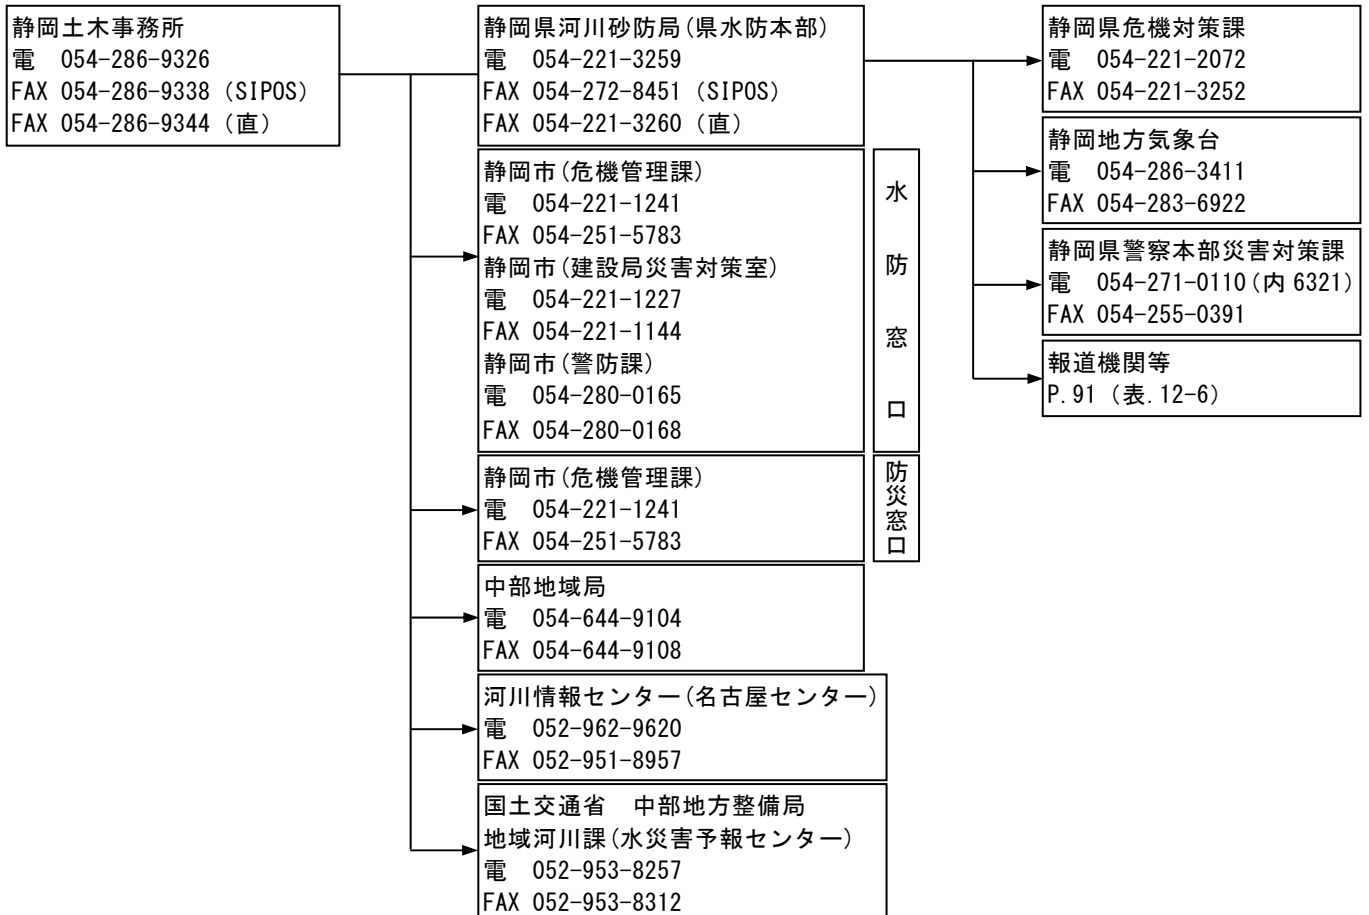 静岡土木事務所
電　054-286-9326
FAX 054-286-9338 (SIPOS)
FAX 054-286-9344 (直)
静岡県河川砂防局(県水防本部)
電　054-221-3259
FAX 054-272-8451 (SIPOS)
FAX 054-221-3260 (直)
静岡市(危機管理課)
電　054-221-1241
FAX 054-251-5783
静岡市(建設局災害対策室)
電　054-221-1227
FAX 054-221-1144
静岡市(警防課)
電　054-280-0165
FAX 054-280-0168
水防窓口
静岡市(危機管理課)
電　054-221-1241
FAX 054-251-5783
防災窓口
中部地域局
電　054-644-9104
FAX 054-644-9108
河川情報センター(名古屋センター)
電　052-962-9620
FAX 052-951-8957
国土交通省　中部地方整備局
地域河川課(水災害予報センター)
電　052-953-8257
FAX 052-953-8312
静岡県危機対策課
電　054-221-2072
FAX 054-221-3252
静岡地方気象台
電　054-286-3411
FAX 054-283-6922
静岡県警察本部災害対策課
電　054-271-0110(内 6321)
FAX 054-255-0391
報道機関等
P.91 (表.12-6)